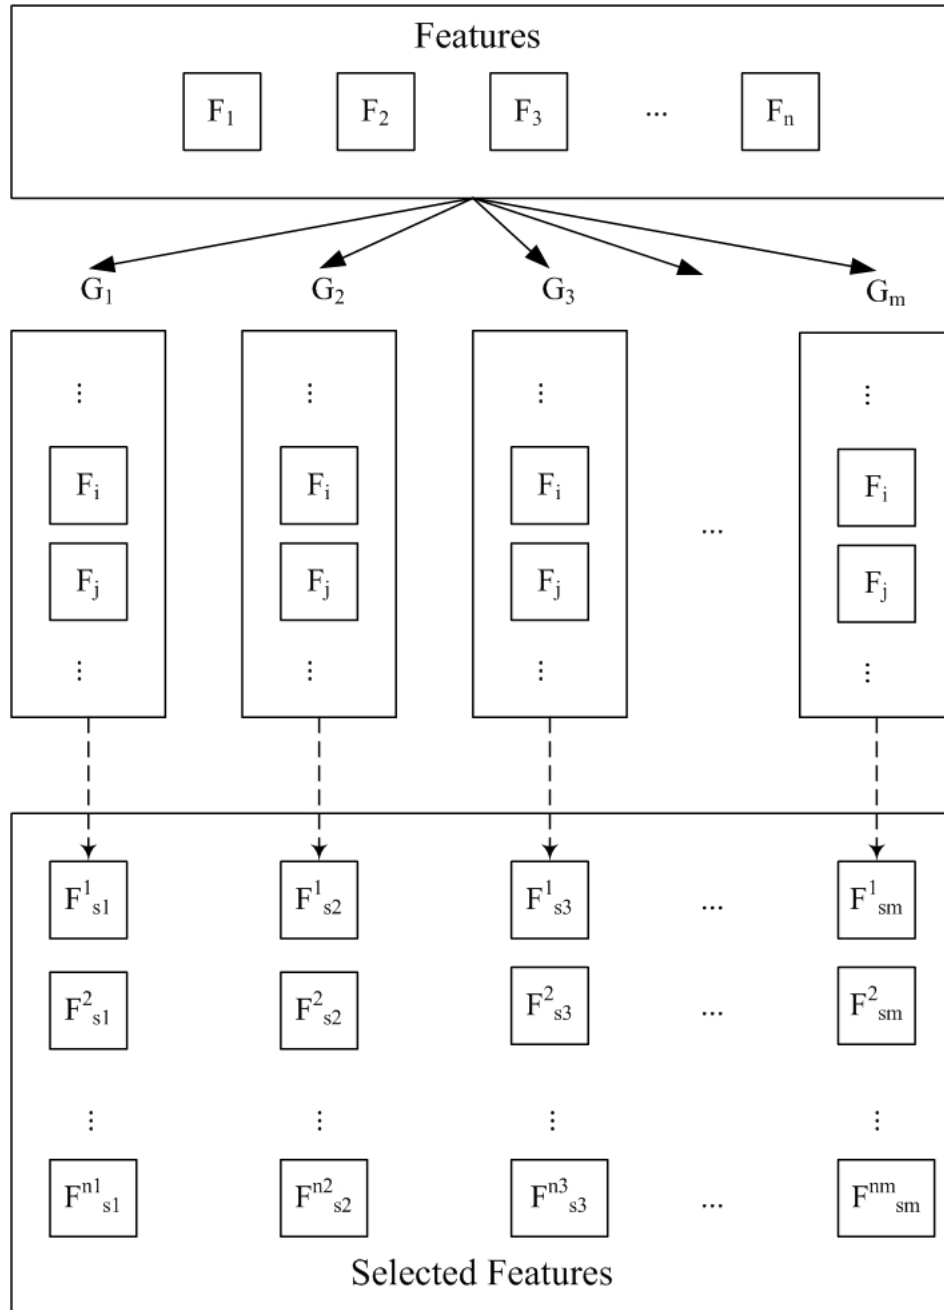 Features
F1 F2 F3 ... Fn
G1 G2 G3 Gm
⋮ ⋮ ⋮ ⋮
Fi Fi Fi Fi
...
Fj Fj Fj Fj
⋮ ⋮ ⋮ ⋮
F1s1 F1s2 F1s3 ... F1sm
F2s1 F2s2 F2s3 ... F2sm
⋮ ⋮ ⋮ ⋮
Fn1s1 Fn2s2 Fn3s3 ... Fnmsm
Selected Features